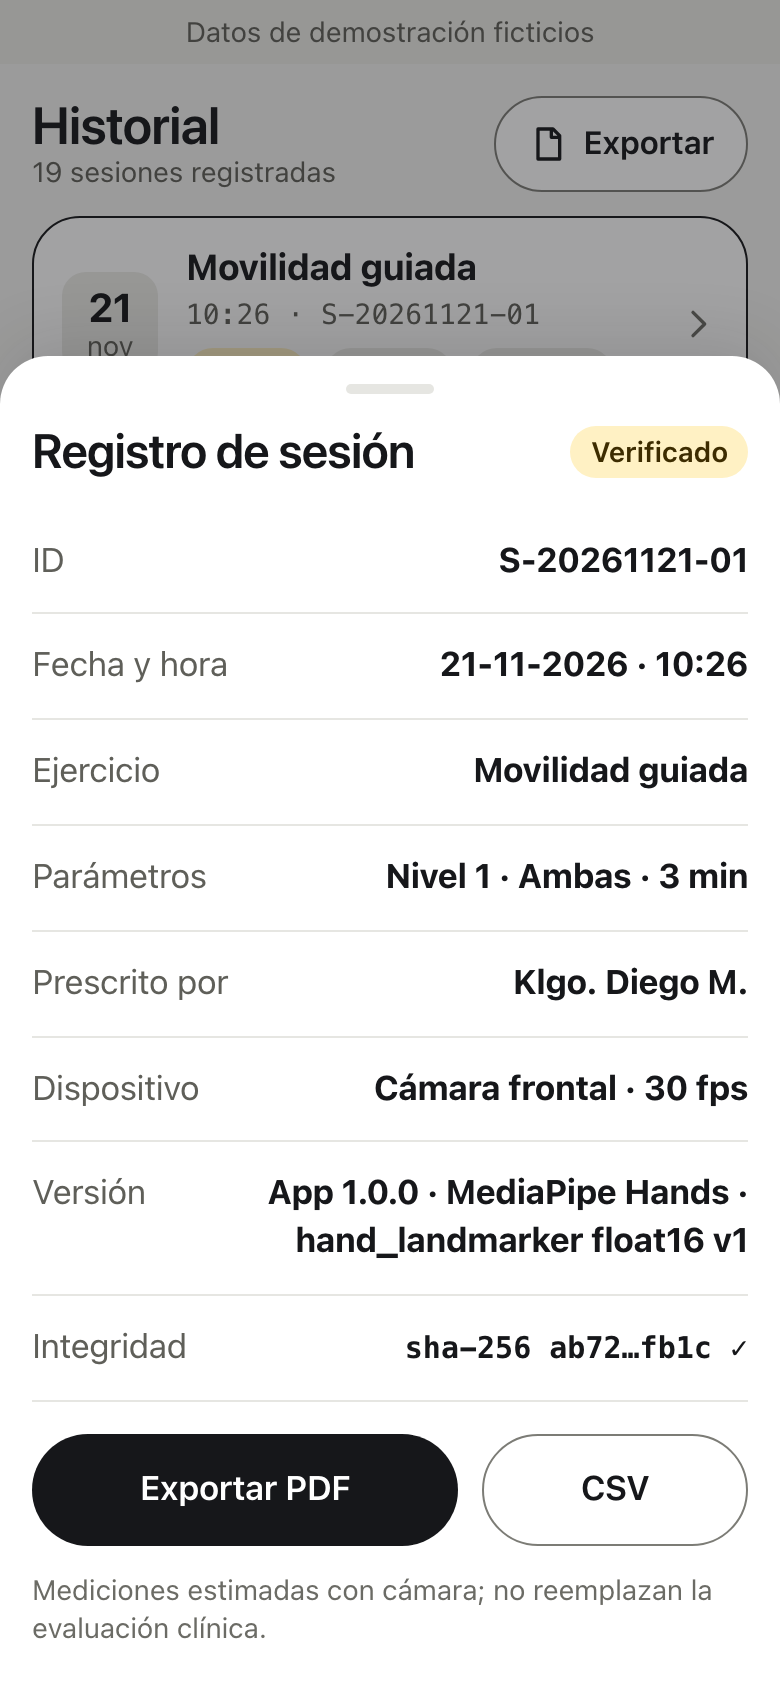 Datos de demostración ficticios
Historial
19 sesiones registradas
Exportar
Movilidad guiada
21
nov
10:26 · S-20261121-01
Registro de sesión
Verificado
ID
S-20261121-01
Fecha y hora
21-11-2026 · 10:26
Ejercicio
Movilidad guiada
Parámetros
Nivel 1 · Ambas · 3 min
Prescrito por
Klgo. Diego M.
Dispositivo
Cámara frontal · 30 fps
Versión
App 1.0.0 · MediaPipe Hands ·
hand_landmarker float16 v1
Integridad
sha-256 ab72…fb1c ✓
Exportar PDF
CSV
Mediciones estimadas con cámara; no reemplazan la
evaluación clínica.